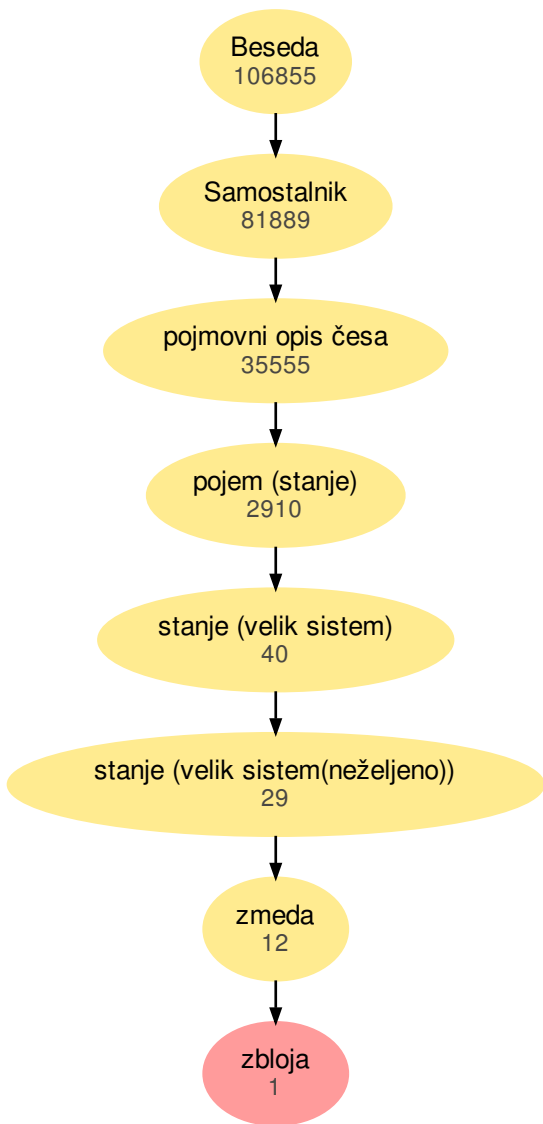 Beseda
106855
Samostalnik
81889
pojmovni opis česa
35555
pojem (stanje)
2910
stanje (velik sistem)
40
stanje (velik sistem(neželjeno))
29
zmeda
12
zbloja
1